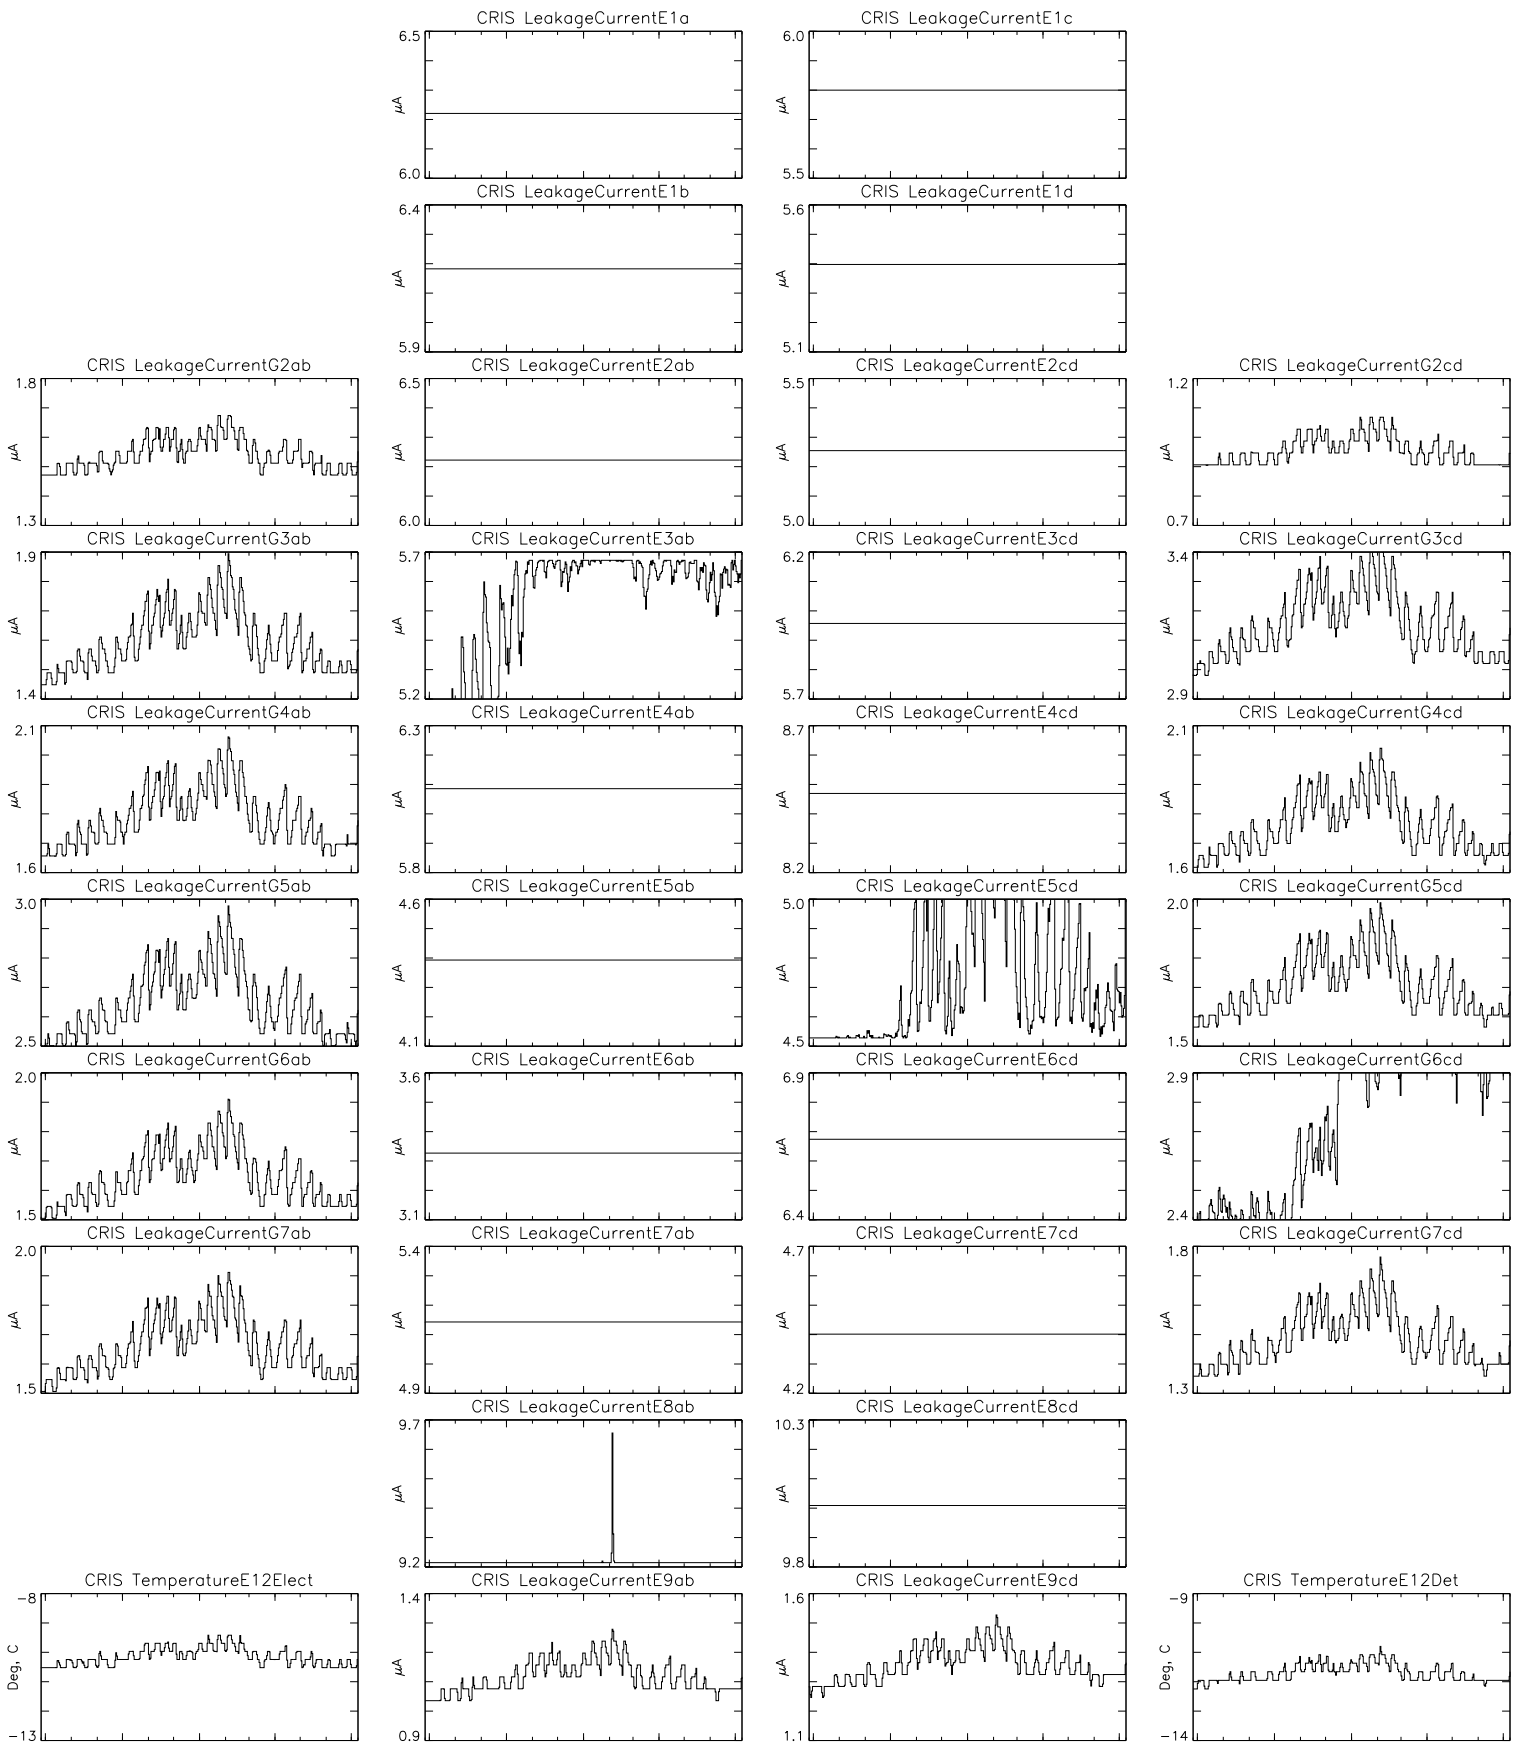 CRIS LeakageCurrentE1a
CRIS LeakageCurrentE1c
6.5
µA
6.0
6.0
µA
5.5
CRIS LeakageCurrentE1b
CRIS LeakageCurrentE1d
6.4
µA
5.9
5.6
µA
5.1
CRIS LeakageCurrentG2ab
CRIS LeakageCurrentE2ab
CRIS LeakageCurrentE2cd
CRIS LeakageCurrentG2cd
1.8
µA
1.3
6.5
µA
6.0
5.5
µA
5.0
1.2
µA
0.7
CRIS LeakageCurrentG3ab
CRIS LeakageCurrentE3ab
CRIS LeakageCurrentE3cd
CRIS LeakageCurrentG3cd
1.9
µA
1.4
5.7
µA
5.2
6.2
µA
5.7
3.4
µA
2.9
CRIS LeakageCurrentG4ab
CRIS LeakageCurrentE4ab
CRIS LeakageCurrentE4cd
CRIS LeakageCurrentG4cd
2.1
µA
1.6
6.3
µA
5.8
8.7
µA
8.2
2.1
µA
1.6
CRIS LeakageCurrentG5ab
CRIS LeakageCurrentE5ab
CRIS LeakageCurrentE5cd
CRIS LeakageCurrentG5cd
3.0
µA
2.5
4.6
µA
4.1
5.0
µA
4.5
2.0
µA
1.5
CRIS LeakageCurrentG6ab
CRIS LeakageCurrentE6ab
CRIS LeakageCurrentE6cd
CRIS LeakageCurrentG6cd
2.0
µA
1.5
3.6
µA
3.1
6.9
µA
6.4
2.9
µA
2.4
CRIS LeakageCurrentG7ab
CRIS LeakageCurrentE7ab
CRIS LeakageCurrentE7cd
CRIS LeakageCurrentG7cd
2.0
µA
1.5
5.4
µA
4.9
4.7
µA
4.2
1.8
µA
1.3
CRIS LeakageCurrentE8ab
CRIS LeakageCurrentE8cd
9.7
µA
9.2
10.3
µA
9.8
CRIS TemperatureE12Elect
CRIS LeakageCurrentE9ab
CRIS LeakageCurrentE9cd
CRIS TemperatureE12Det
-8
Deg, C
-13
1.4
µA
0.9
1.6
µA
1.1
-9
Deg, C
-14